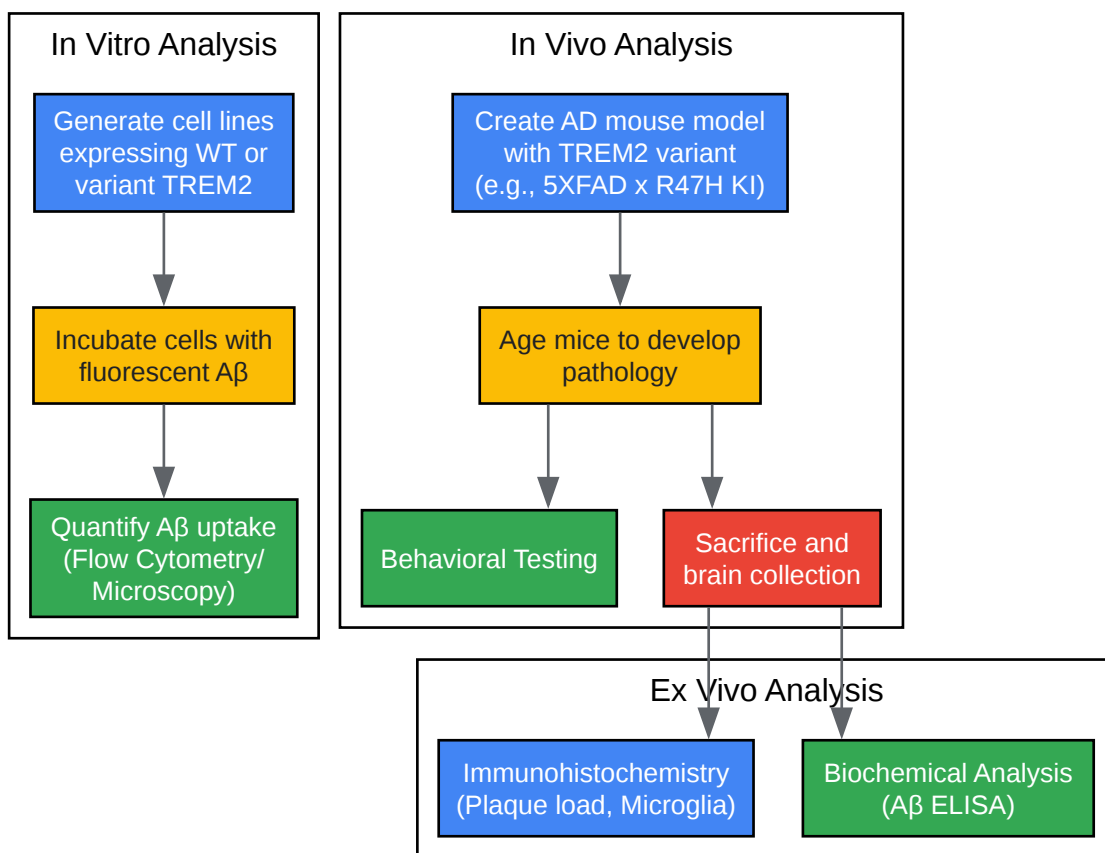 In Vitro Analysis
Generate cell lines
expressing WT or
variant TREM2
Incubate cells with
fluorescent Aβ
Quantify Aβ uptake
(Flow Cytometry/
Microscopy)
In Vivo Analysis
Create AD mouse model
with TREM2 variant
(e.g., 5XFAD x R47H KI)
Age mice to develop
pathology
Behavioral Testing
Sacrifice and
brain collection
Ex Vivo Analysis
Immunohistochemistry
(Plaque load, Microglia)
Biochemical Analysis
(Aβ ELISA)